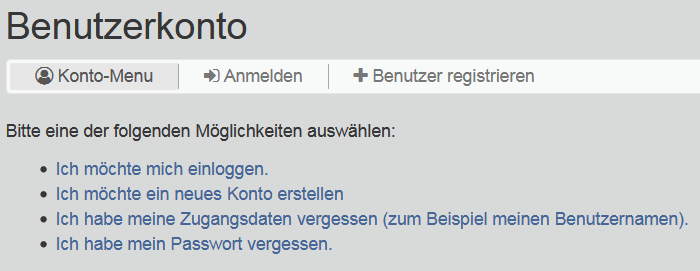 Benutzerkonto
Konto-Menu Anmelden Benutzer registrieren
Bitte eine der folgenden Möglichkeiten auswählen:
Ich möchte mich einloggen.
Ich möchte ein neues Konto erstellen
Ich habe meine Zugangsdaten vergessen (zum Beispiel meinen Benutzernamen).
Ich habe mein Passwort vergessen.